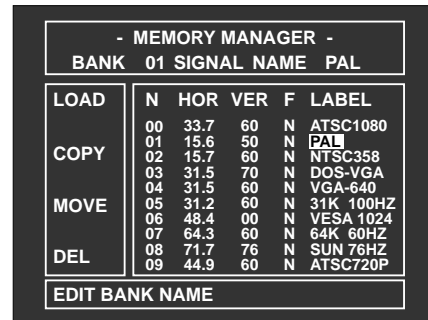 - MEMORY MANAGER -
BANK 01 SIGNAL NAME PAL
LOAD
COPY
MOVE
DEL
N HOR VER F LABEL
00 33.7 60 N ATSC1080
01 15.6 50 N PAL
02 15.7 60 N NTSC358
03 31.5 70 N DOS-VGA
04 31.5 60 N VGA-640
05 31.2 60 N 31K 100HZ
06 48.4 00 N VESA 1024
07 64.3 60 N 64K 60HZ
08 71.7 76 N SUN 76HZ
09 44.9 60 N ATSC720P
EDIT BANK NAME